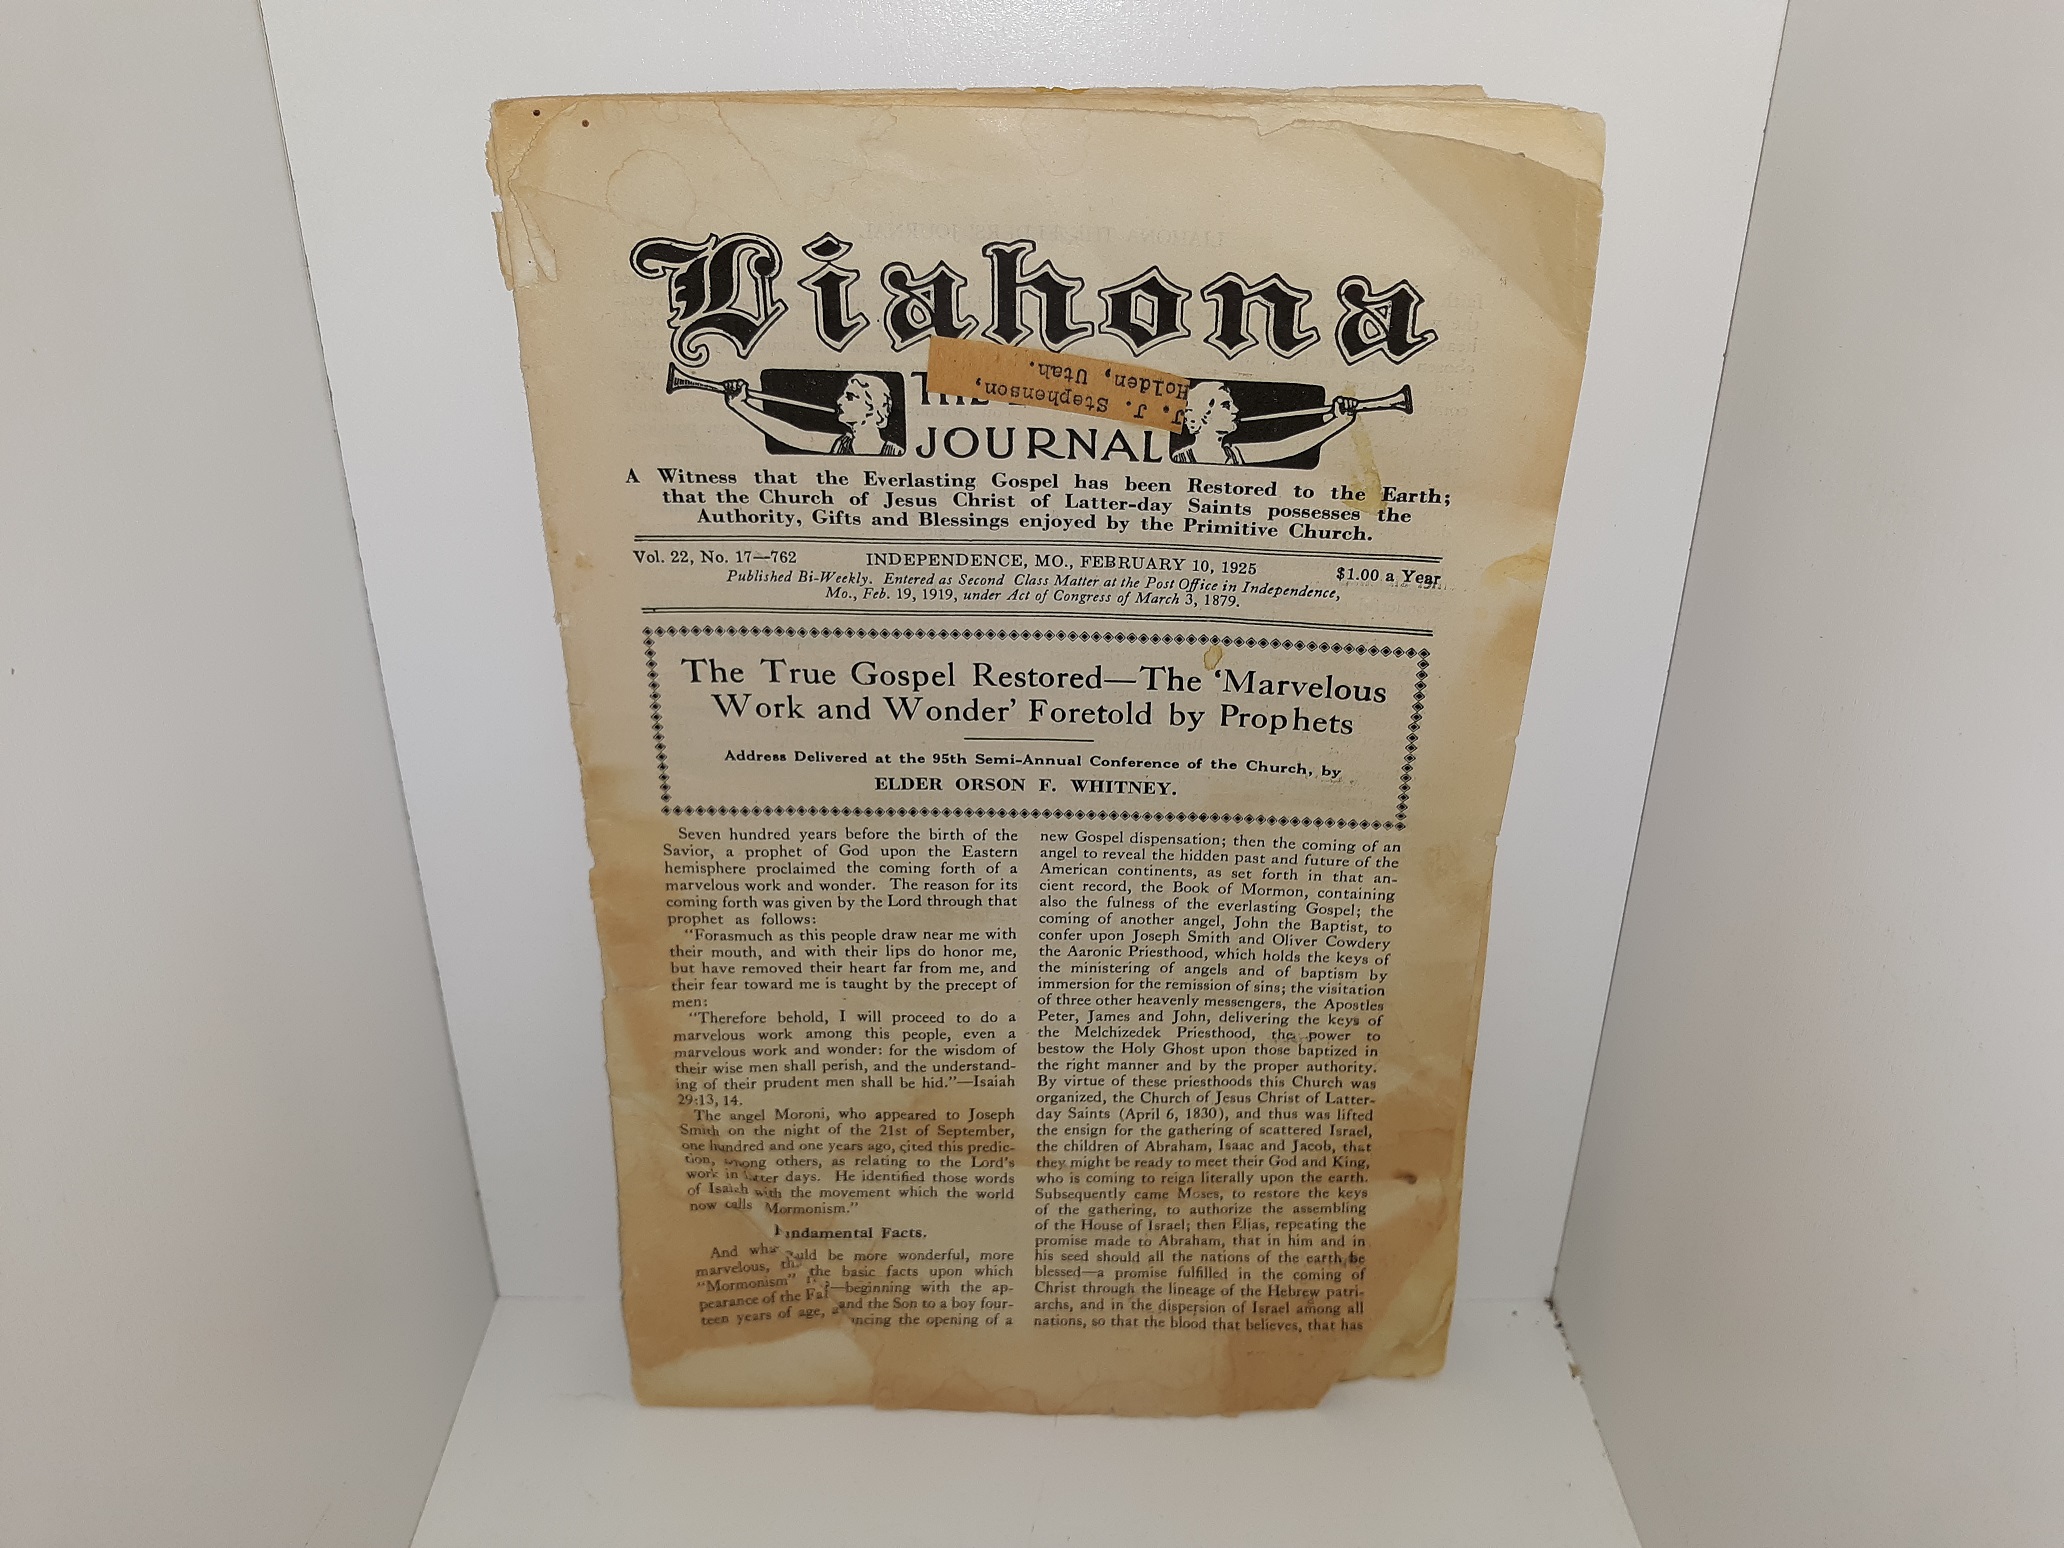 Liahona
THE
J. J. Stephenson,
Holden, Utah.
JOURNAL
A Witness that the Everlasting Gospel has been Restored to the Earth;
that the Church of Jesus Christ of Latter-day Saints possesses the
Authority, Gifts and Blessings enjoyed by the Primitive Church.
Vol. 22, No. 17—762 INDEPENDENCE, MO., FEBRUARY 10, 1925 $1.00 a Year
Published Bi-Weekly. Entered as Second Class Matter at the Post Office in Independence,
Mo., Feb. 19, 1919, under Act of Congress of March 3, 1879.
The True Gospel Restored—The 'Marvelous
Work and Wonder' Foretold by Prophets
Address Delivered at the 95th Semi-Annual Conference of the Church, by
ELDER ORSON F. WHITNEY.
Seven hundred years before the birth of the
Savior, a prophet of God upon the Eastern
hemisphere proclaimed the coming forth of a
marvelous work and wonder. The reason for its
coming forth was given by the Lord through that
prophet as follows:
"Forasmuch as this people draw near me with
their mouth, and with their lips do honor me,
but have removed their heart far from me, and
their fear toward me is taught by the precept of
men:
"Therefore behold, I will proceed to do a
marvelous work among this people, even a
marvelous work and wonder: for the wisdom of
their wise men shall perish, and the understand-
ing of their prudent men shall be hid."—Isaiah
29:13, 14.
The angel Moroni, who appeared to Joseph
Smith on the night of the 21st of September,
one hundred and one years ago, cited this predic-
tion, among others, as relating to the Lord's
work in latter days. He identified those words
of Isaiah with the movement which the world
now calls "Mormonism."
Fundamental Facts.
And what could be more wonderful, more
marvelous, the basic facts upon which
"Mormonism" —beginning with the ap-
pearance of the and the Son to a boy four-
teen years of age, the opening of a
new Gospel dispensation; then the coming of an
angel to reveal the hidden past and future of the
American continents, as set forth in that an-
cient record, the Book of Mormon, containing
also the fulness of the everlasting Gospel; the
coming of another angel, John the Baptist, to
confer upon Joseph Smith and Oliver Cowdery
the Aaronic Priesthood, which holds the keys of
the ministering of angels and of baptism by
immersion for the remission of sins; the visitation
of three other heavenly messengers, the Apostles
Peter, James and John, delivering the keys of
the Melchizedek Priesthood, the power to
bestow the Holy Ghost upon those baptized in
the right manner and by the proper authority.
By virtue of these priesthoods this Church was
organized, the Church of Jesus Christ of Latter-
day Saints (April 6, 1830), and thus was lifted
the ensign for the gathering of scattered Israel,
the children of Abraham, Isaac and Jacob, that
they might be ready to meet their God and King,
who is coming to reign literally upon the earth.
Subsequently came Moses, to restore the keys
of the gathering, to authorize the assembling
of the House of Israel; then Elias, repeating the
promise made to Abraham, that in him and in
his seed should all the nations of the earth be
blessed—a promise fulfilled in the coming of
Christ through the lineage of the Hebrew patri-
archs, and in the dispersion of Israel among all
nations, so that the blood that believes, that has